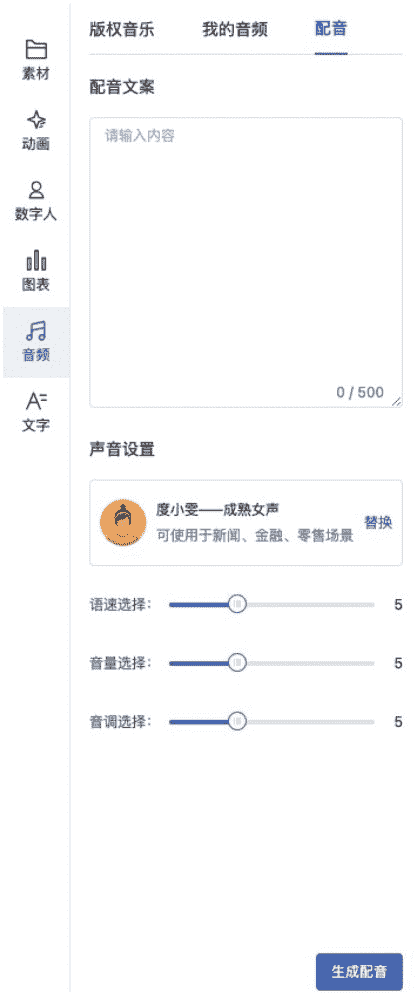 版权音乐 我的音频 配音
素材
动画
数字人
图表
音频
文字
配音文案
请输入内容
0 / 500
声音设置
度小雯——成熟女声
可使用于新闻、金融、零售场景
替换
语速选择： 5
音量选择： 5
音调选择： 5
生成配音